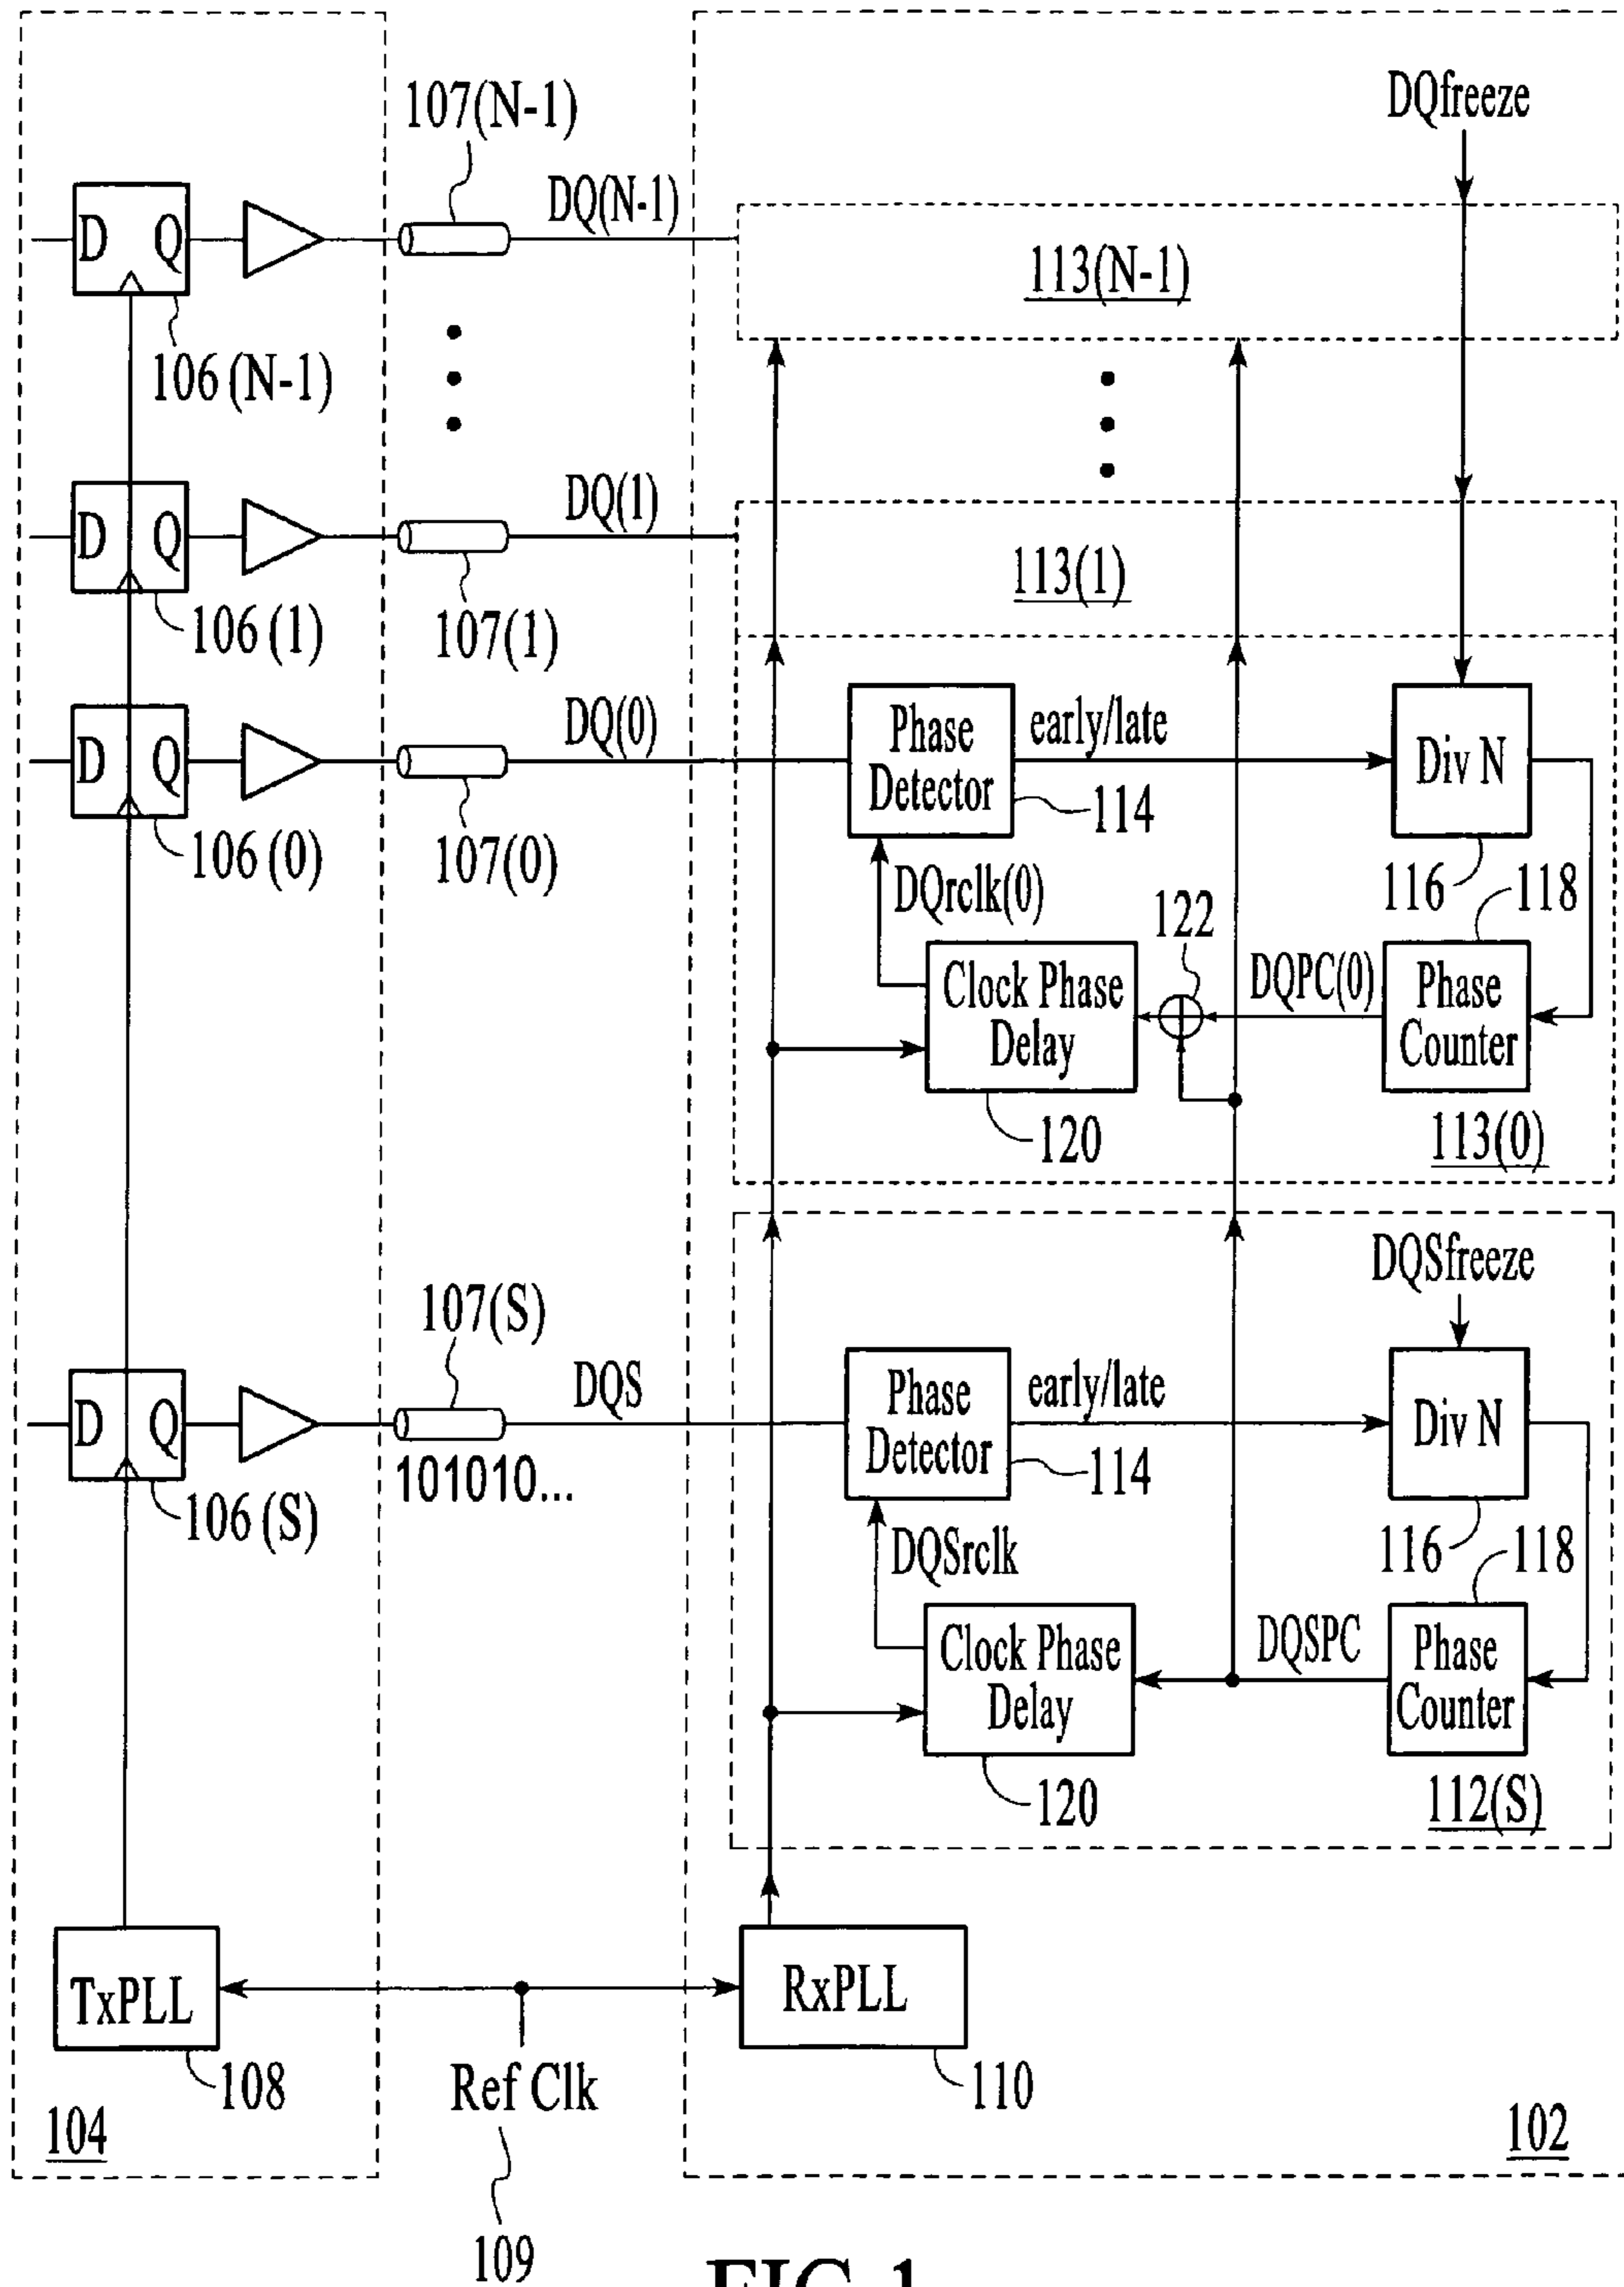 DQfreeze
107(N-1)
DQ(N-1)
D Q
113(N-1)
106 (N-1)
DQ(1)
D Q
113(1)
106 (1)
107(1)
DQ(0)
D Q
Phase Detector
early/late
Div N
114
106 (0)
107(0)
DQrclk(0)
116
118
122
Clock Phase Delay
DQPC(0)
Phase Counter
120
113(0)
DQSfreeze
107(S)
DQS
D Q
Phase Detector
early/late
Div N
101010...
114
106 (S)
DQSrclk
116
118
Clock Phase Delay
DQSPC
Phase Counter
120
112(S)
TxPLL
RxPLL
108
Ref Clk
110
104
102
109